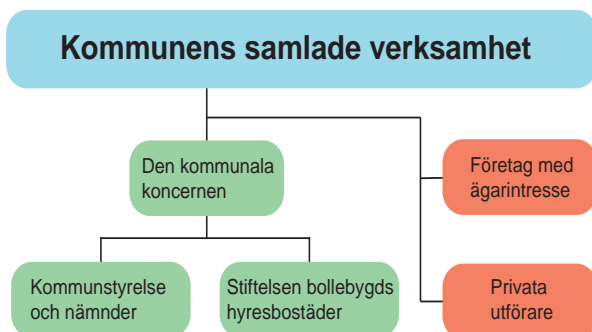 Kommunens samlade verksamhet
Den kommunala
koncernen
Företag med
ägarintresse
Kommunstyrelse
och nämnder
Stiftelsen bollebygds
hyresbostäder
Privata
utförare